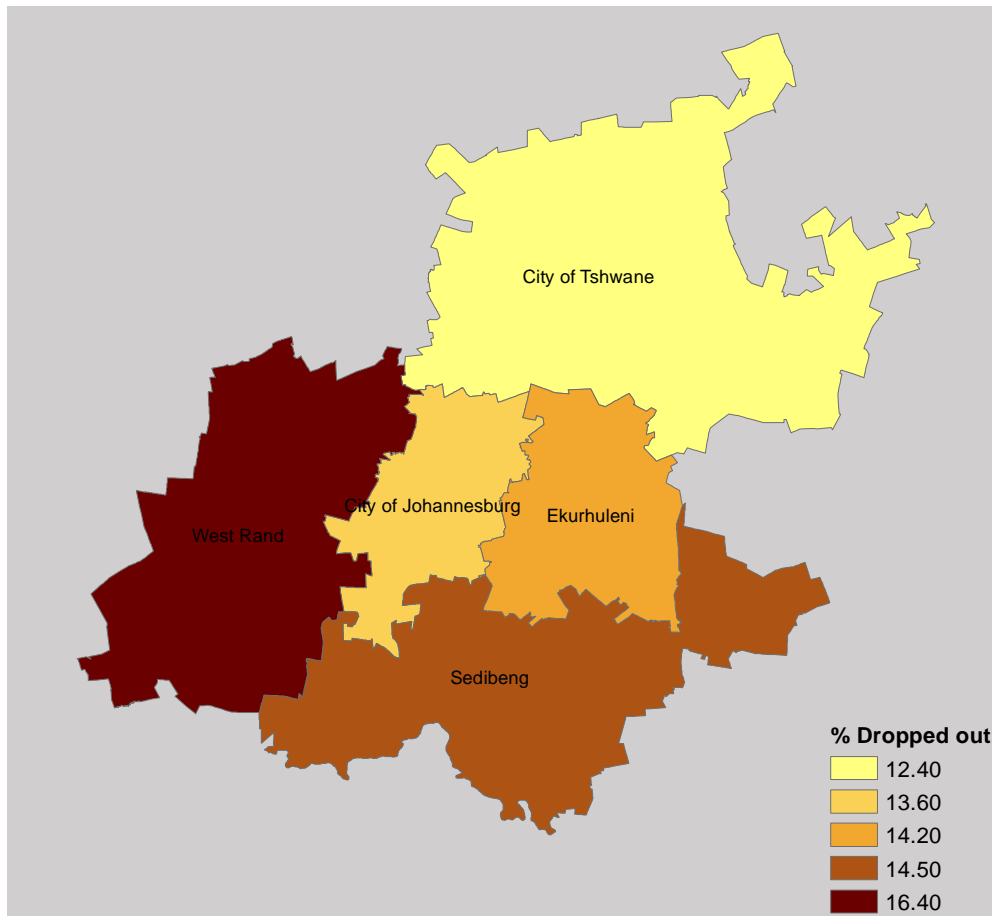 City of Tshwane
City of Johannesburg
Ekurhuleni
West Rand
Sedibeng
% Dropped out
12.40
13.60
14.20
14.50
16.40